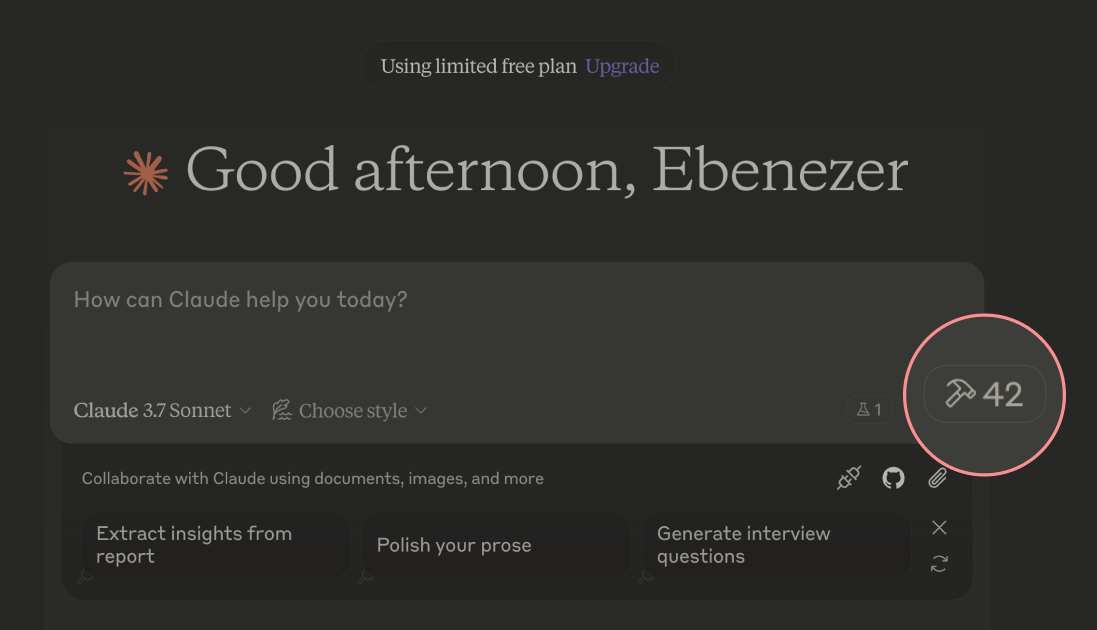 Using limited free plan Upgrade
Good afternoon, Ebenezer
How can Claude help you today?
42
Claude 3.7 Sonnet
Choose style
1
Collaborate with Claude using documents, images, and more
Extract insights from
report
Polish your prose
Generate interview
questions